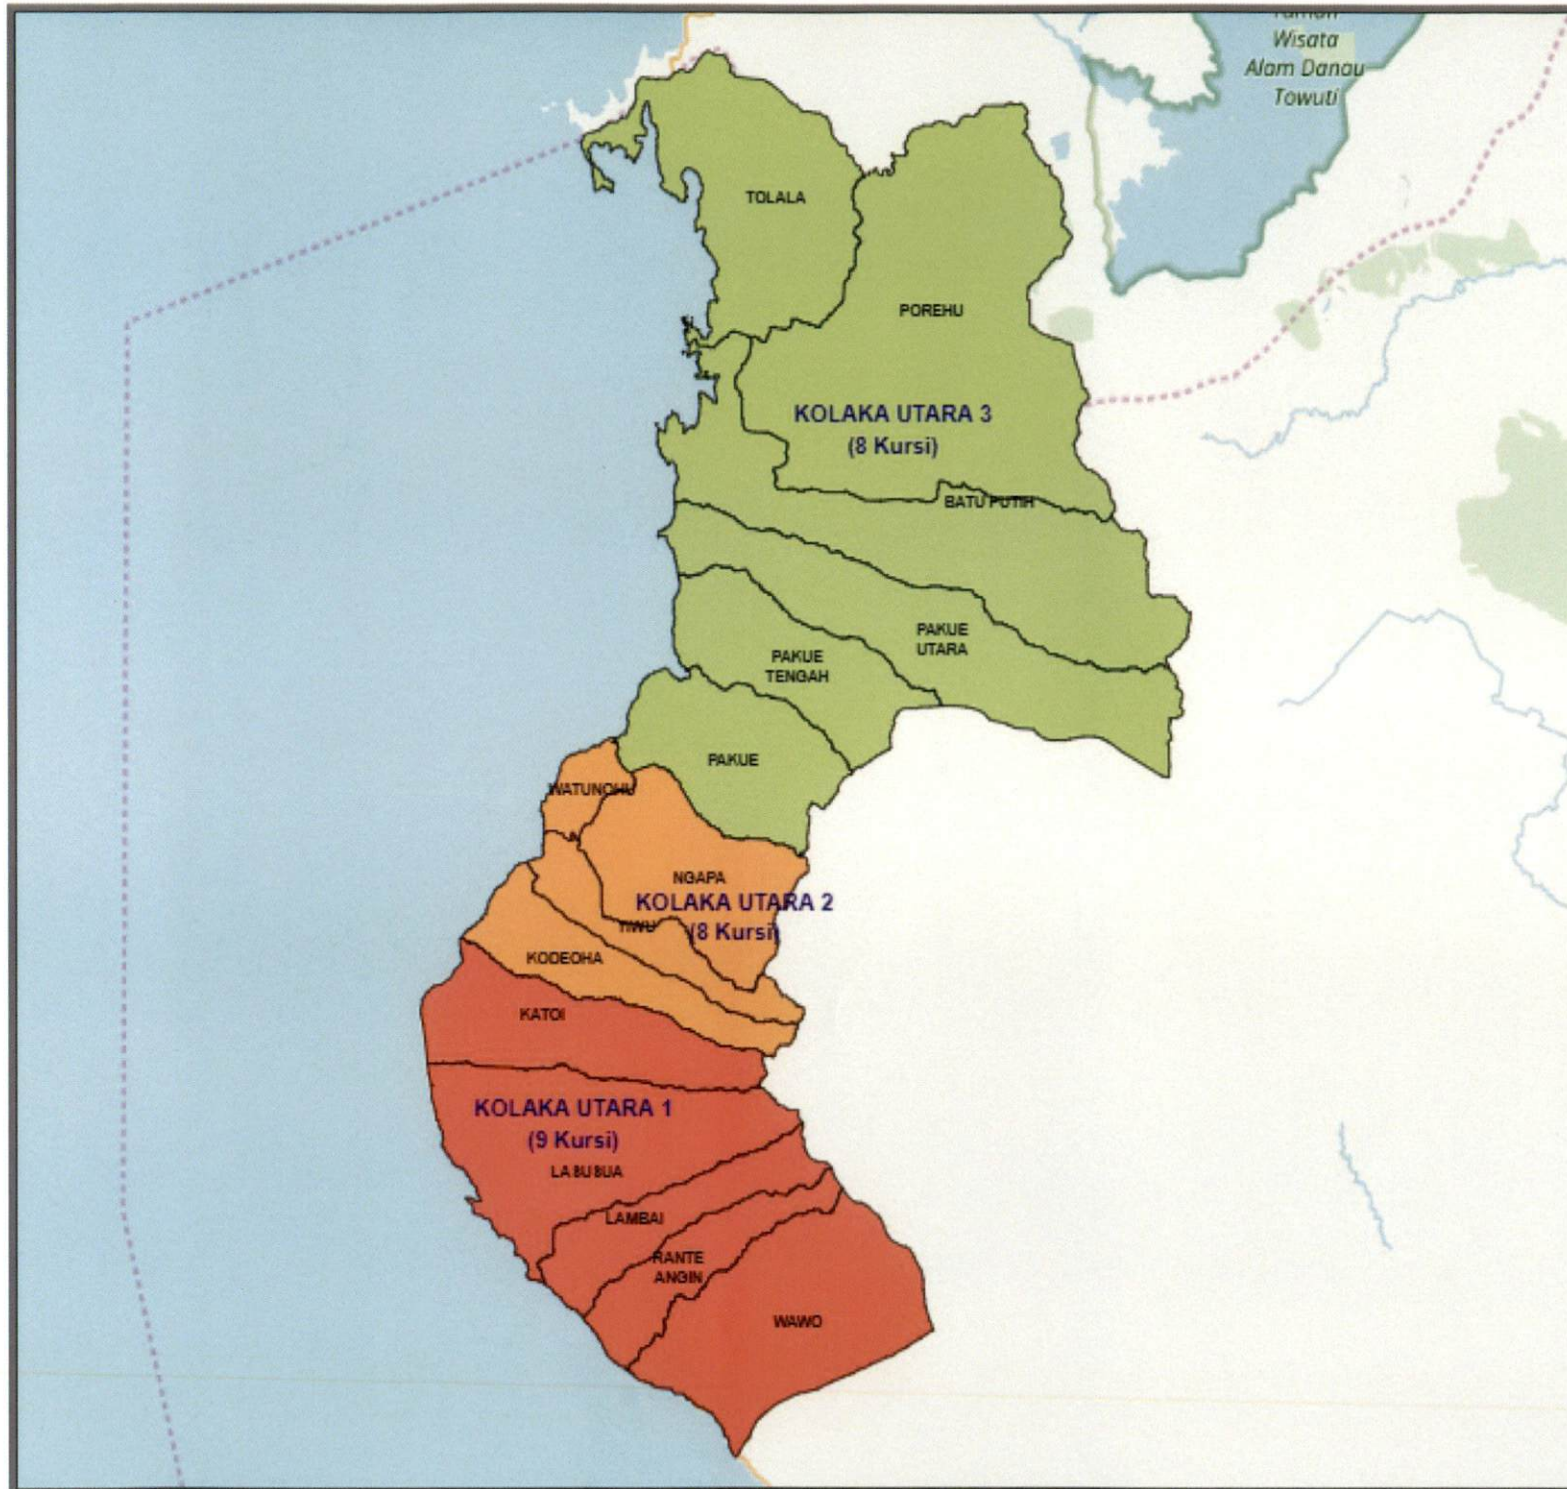 Wisata
Alam Danau
Towuti
TOLALA
POREHU
KOLAKA UTARA 3
(8 Kursi)
BATU PUTIH
PAKUE
UTARA
PAKUE
TENGAH
PAKUE
WATUNOHU
NGAPA
KOLAKA UTARA 2
(8 Kursi)
TIWU
KODEOHA
KATOI
KOLAKA UTARA 1
(9 Kursi)
LASUSUA
LAMBAI
RANTE
ANGIN
WAWO